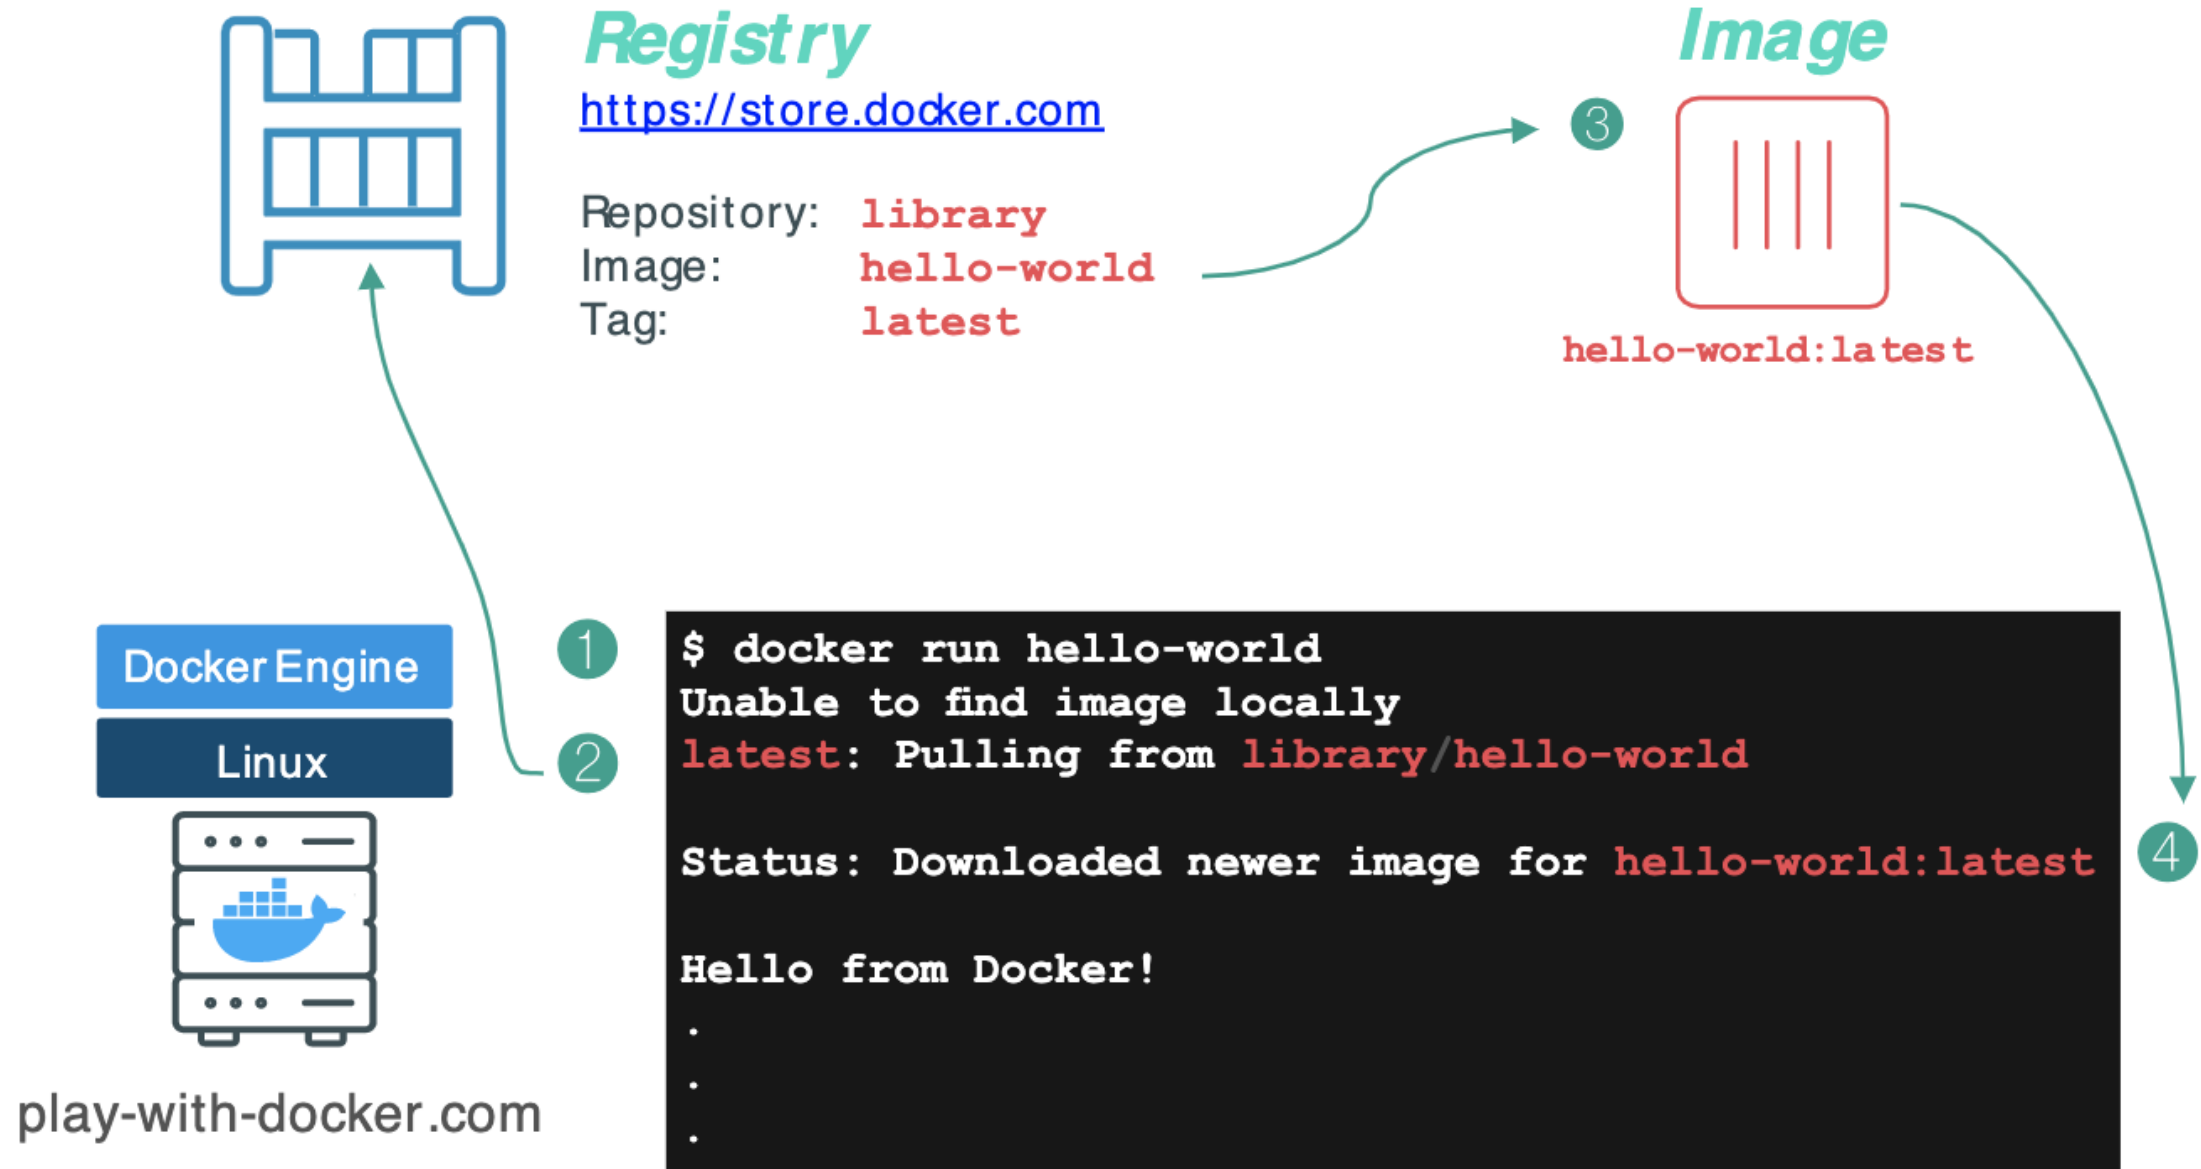 Registry
https://store.docker.com
Repository: library
Image: hello-world
Tag: latest
Image
3
hello-world:latest
Docker Engine
Linux
play-with-docker.com
1
2
$ docker run hello-world
Unable to find image locally
latest: Pulling from library/hello-world
Status: Downloaded newer image for hello-world:latest
4
Hello from Docker!
.
.
.